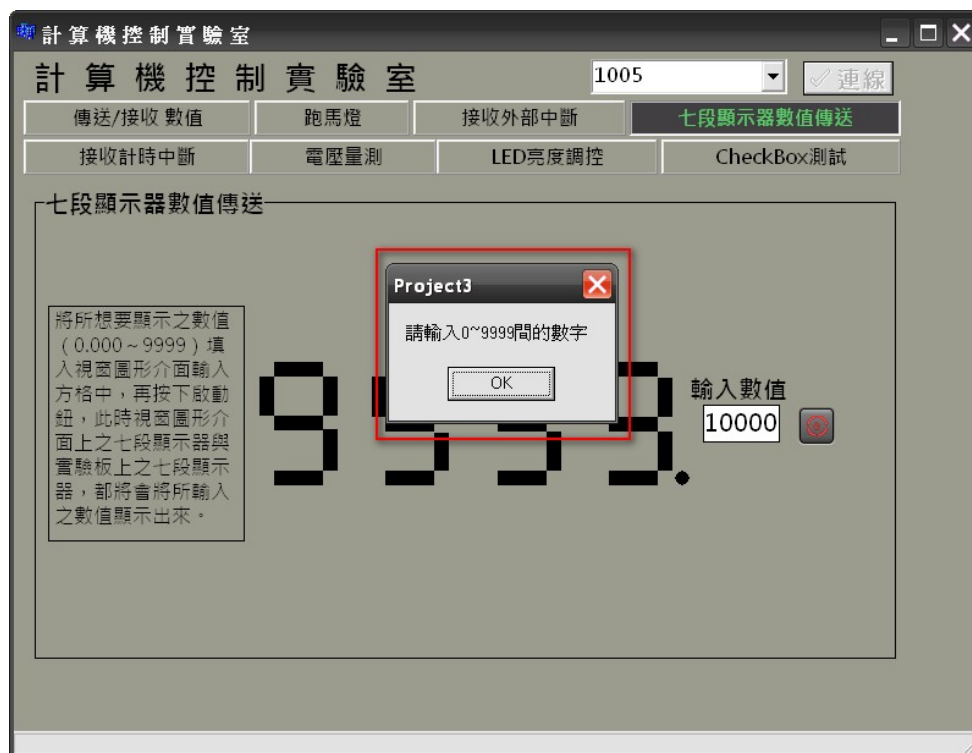 計算機控制實驗室
計算機控制實驗室
1005
連線
傳送/接收 數值
跑馬燈
接收外部中斷
七段顯示器數值傳送
接收計時中斷
電壓量測
LED亮度調控
CheckBox測試
七段顯示器數值傳送
Project3
請輸入0~9999間的數字
OK
將所想要顯示之數值
(0.000~9999)填
入視窗圖形介面輸入
方格中，再按下啟動
鈕，此時視窗圖形介
面上之七段顯示器與
實驗板上之七段顯示
器，都將會將所輸入
之數值顯示出來。
9999.
輸入數值
10000